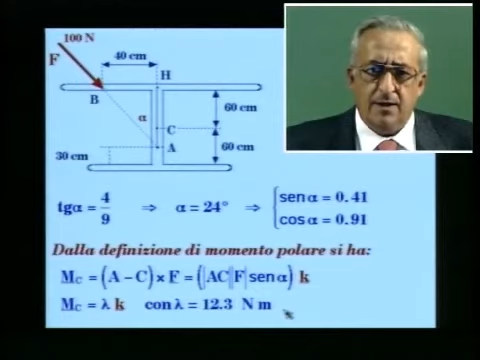 100 N
F
40 cm
H
B
α
60 cm
C
A
60 cm
30 cm
tgα = 4/9 ⇒ α = 24° ⇒ { senα = 0.41
cosα = 0.91
Dalla definizione di momento polare si ha:
M_C = (A − C) × F = (|AC||F| senα) k
M_C = λ k con λ = 12.3 N m